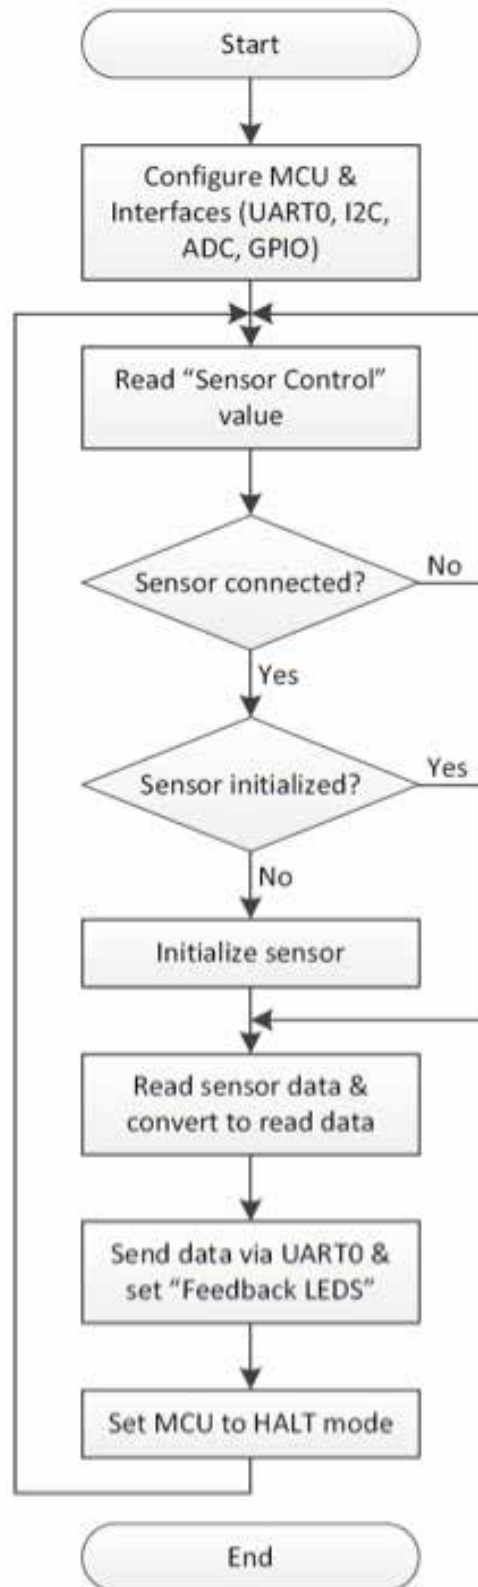 Start
Configure MCU &
Interfaces (UART0, I2C,
ADC, GPIO)
Read “Sensor Control”
value
Sensor connected?
No
Yes
Sensor initialized?
Yes
No
Initialize sensor
Read sensor data &
convert to read data
Send data via UART0 &
set “Feedback LEDS”
Set MCU to HALT mode
End